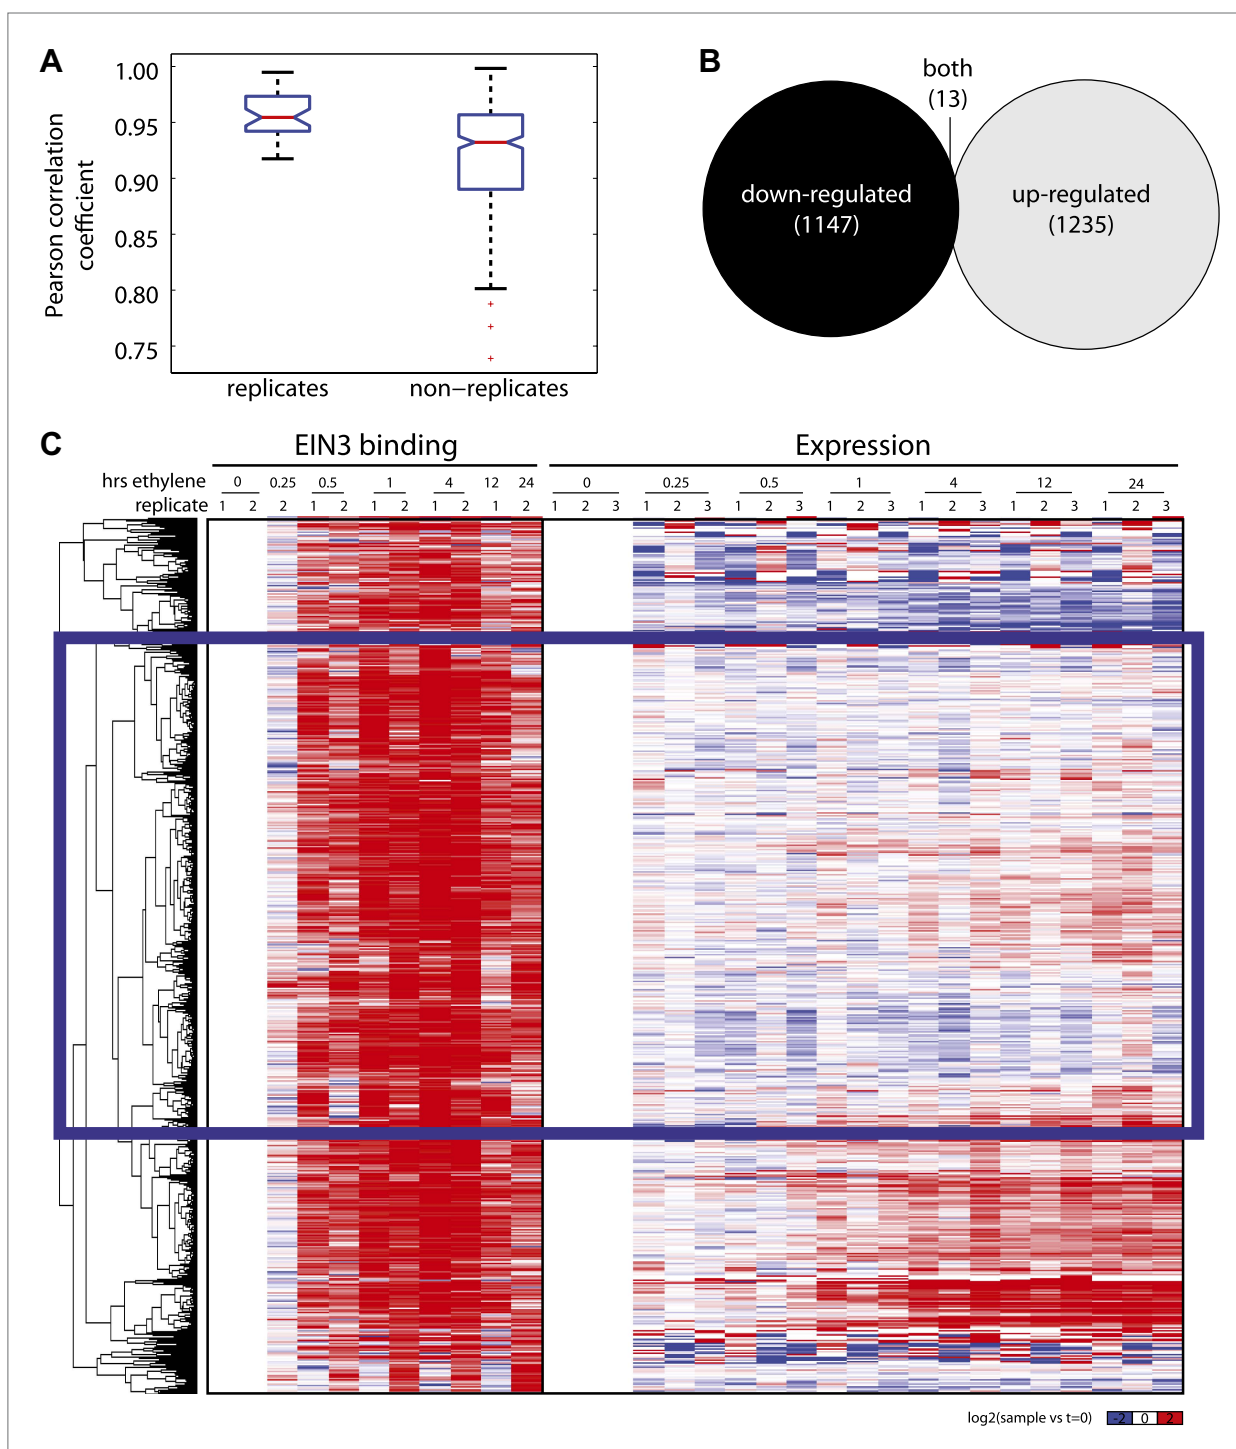 A
Pearson correlation
coefficient
1.00
0.95
0.90
0.85
0.80
0.75
replicates non−replicates
B
both
(13)
down-regulated
(1147)
up-regulated
(1235)
C
EIN3 binding Expression
hrs ethylene 0 0.25 0.5 1 4 12 24 0 0.25 0.5 1 4 12 24
replicate 1 2 2 1 2 1 2 1 2 1 2 1 2 3 1 2 3 1 2 3 1 2 3 1 2 3 1 2 3 1 2 3
log2(sample vs t=0) -2 0 2